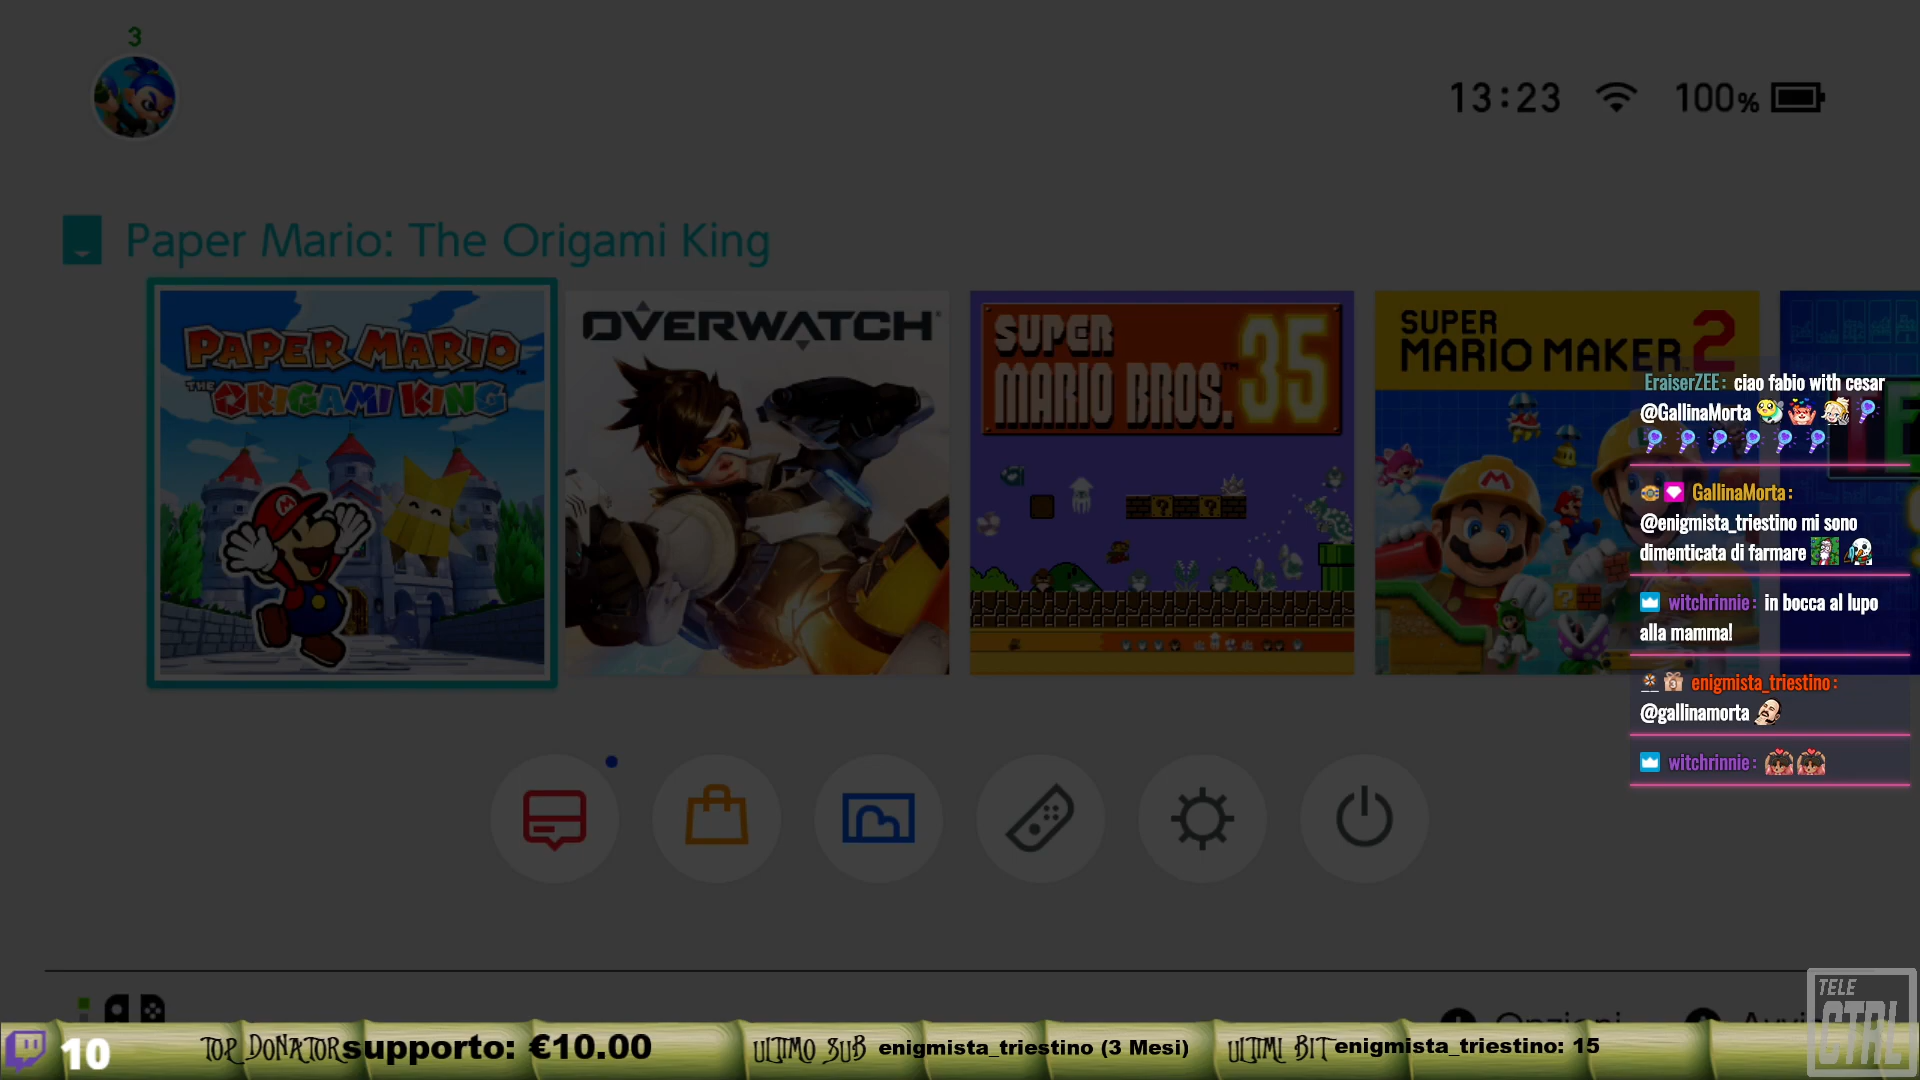 3
13:23
100%
Paper Mario: The Origami King
PAPER MARIO
THE ORIGAMI KING
OVERWATCH
SUPER
MARIO BROS.™ 35
SUPER
MARIO MAKER 2
EraiserZEE: ciao fabio with cesar
@GallinaMorta
GallinaMorta:
@enigmista_triestino mi sono
dimenticata di farmare
witchrinnie: in bocca al lupo
alla mamma!
enigmista_triestino:
@gallinamorta
witchrinnie:
TELE
CTRL
10
TOP DONATOR supporto: €10.00
ULTIMO SUB enigmista_triestino (3 Mesi)
ULTIMI BIT enigmista_triestino: 15